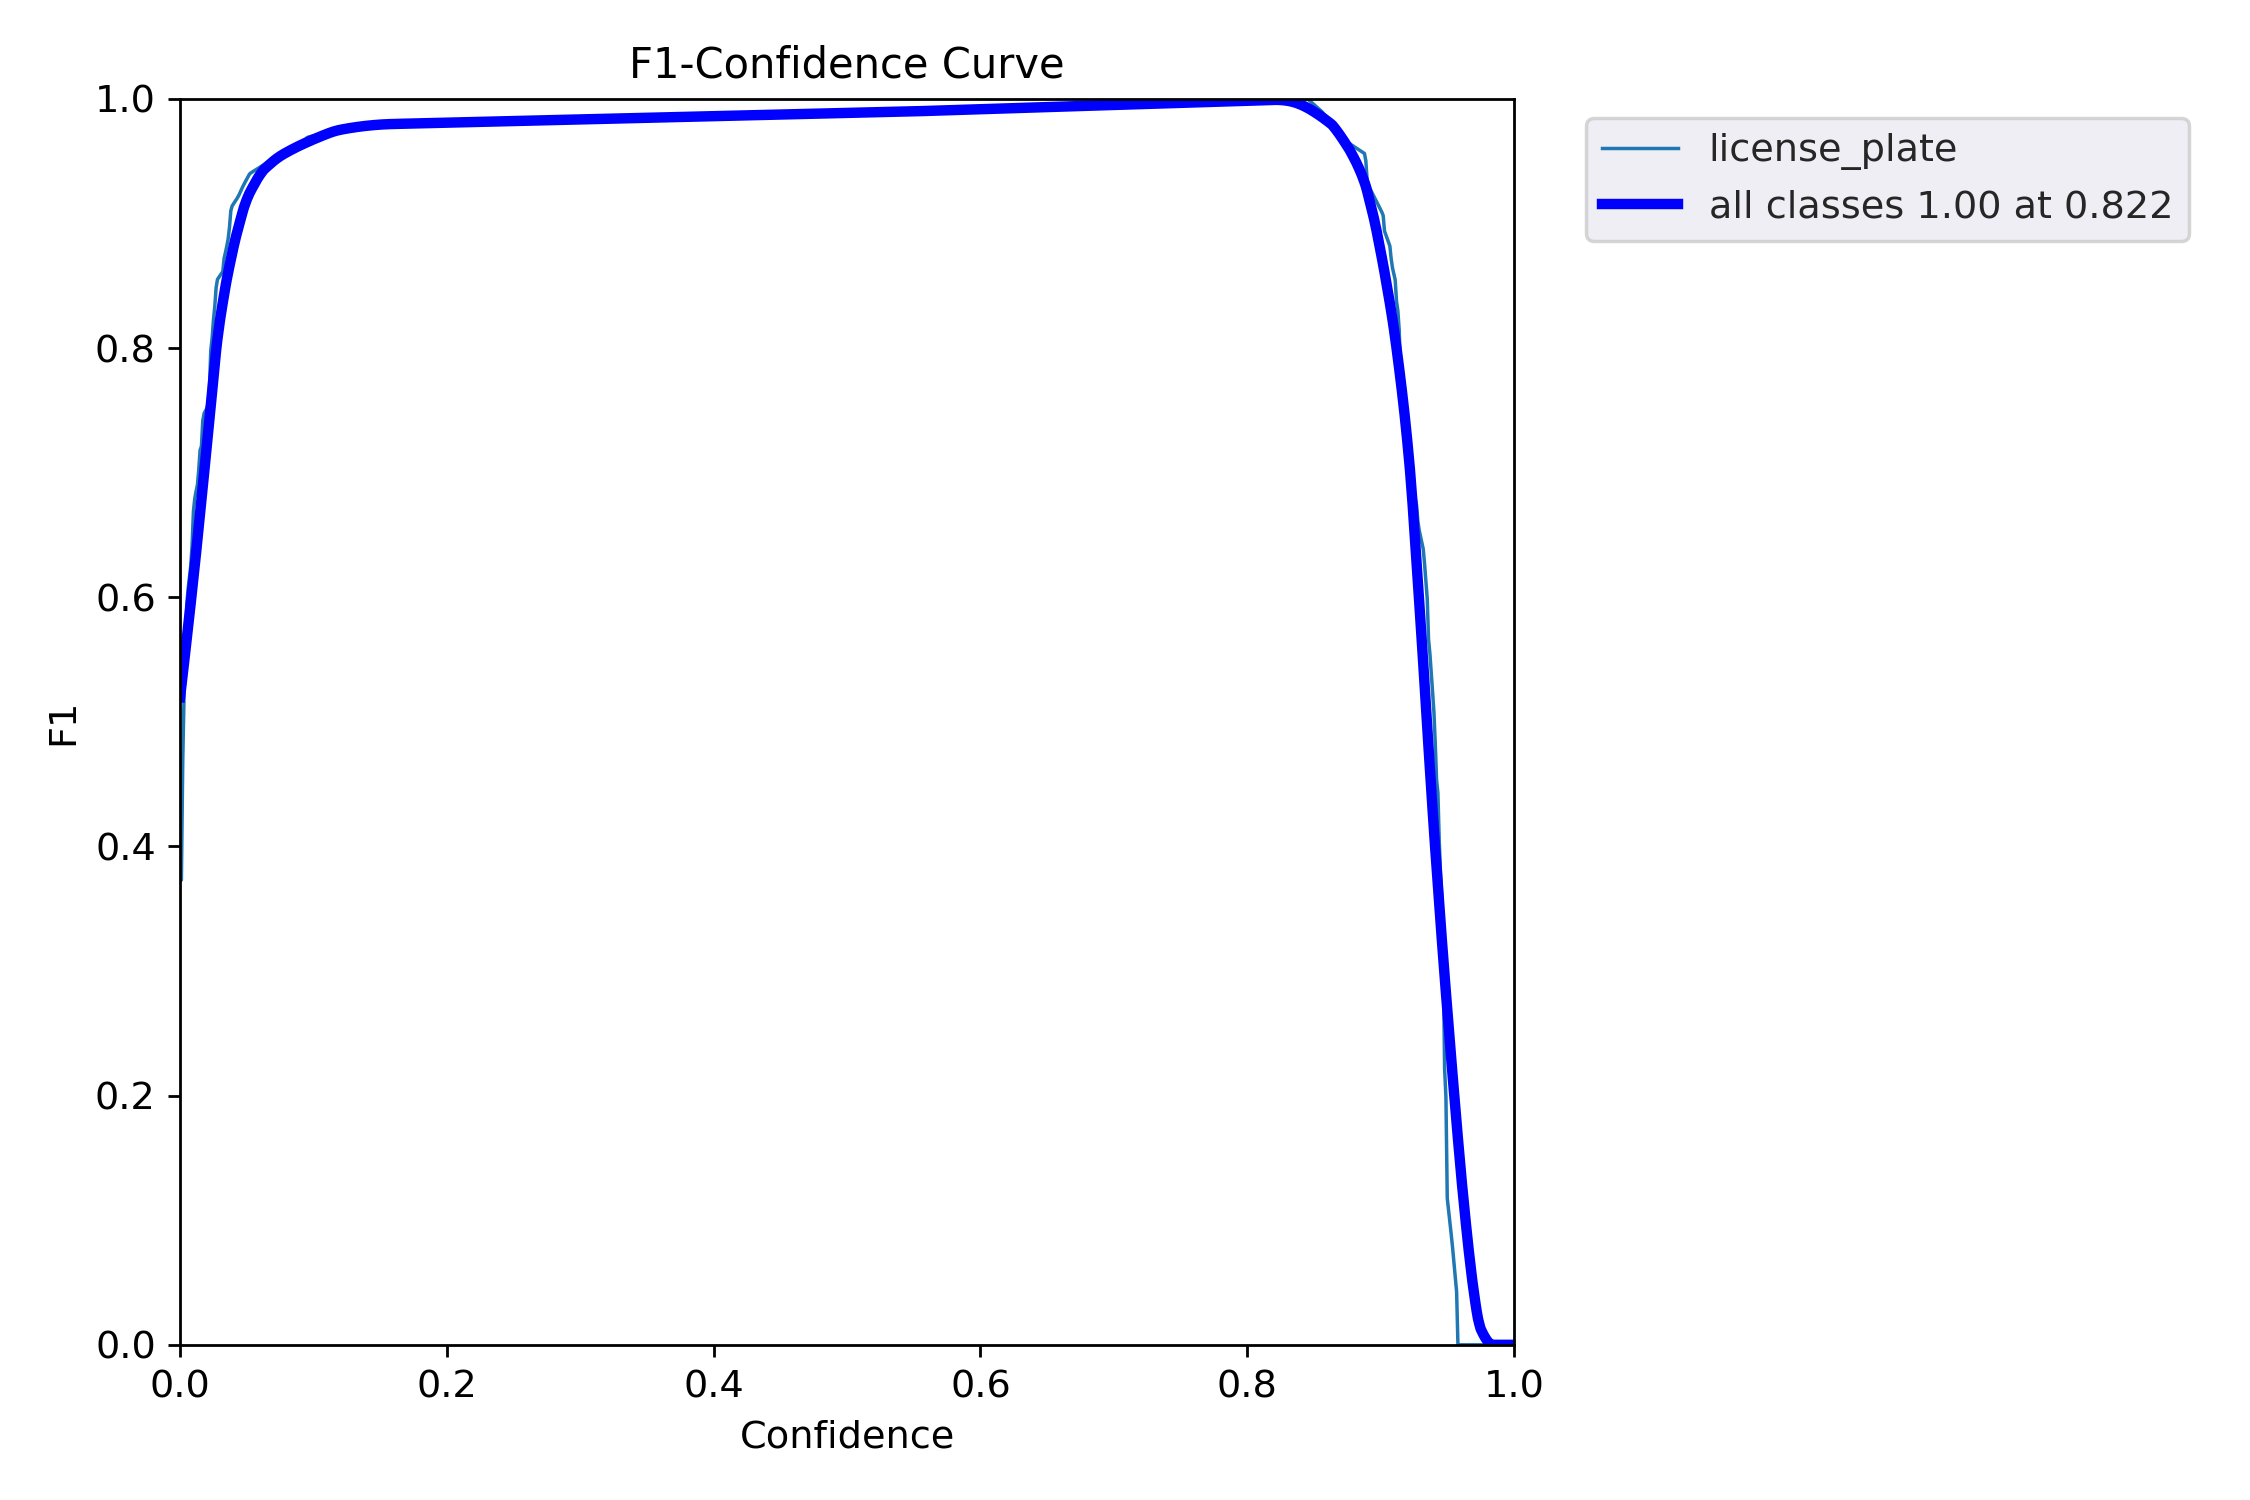 F1-Confidence Curve
1.0
0.8
0.6
0.4
0.2
0.0
F1
0.0 0.2 0.4 0.6 0.8 1.0
Confidence
license_plate
all classes 1.00 at 0.822